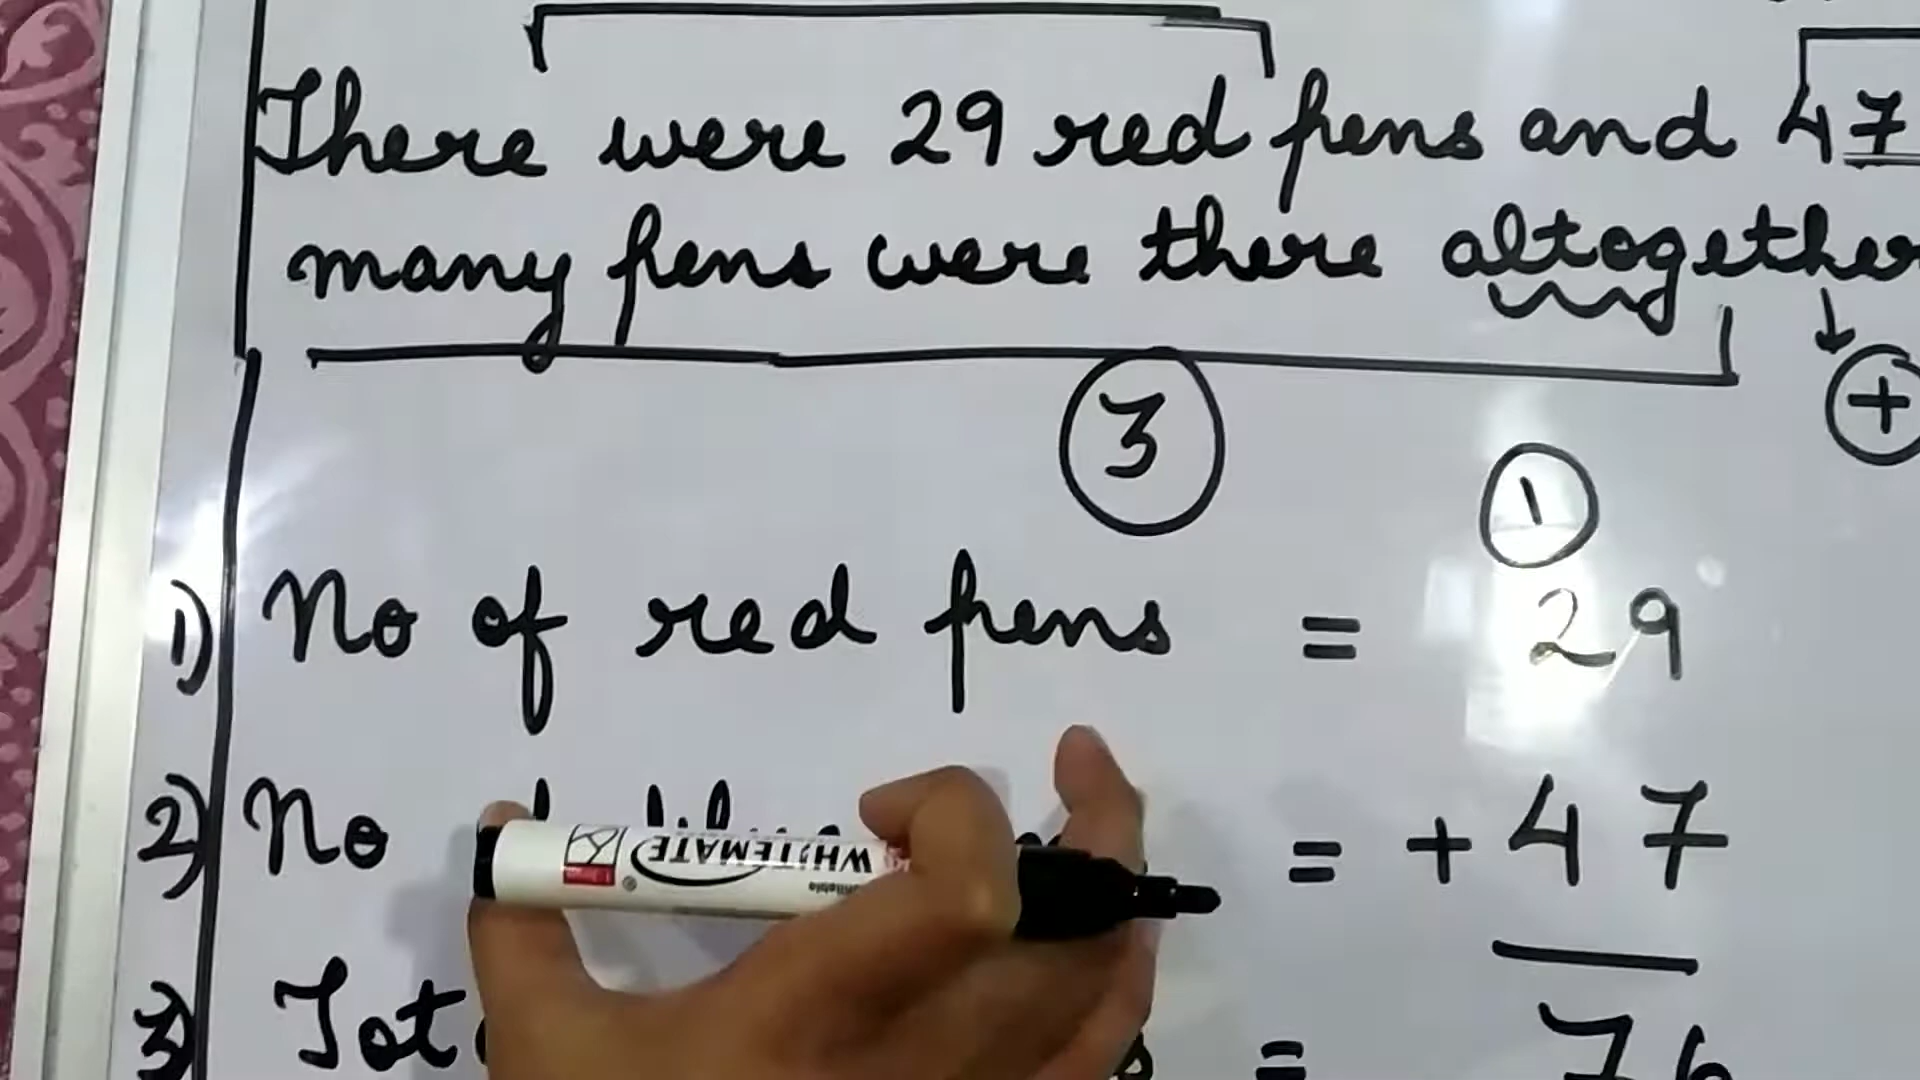 There were 29 red pens and 47
many pens were there altogether
+
3
1
1) No of red pens = 29
2) No = + 47
3) = 76
WHITEMATE